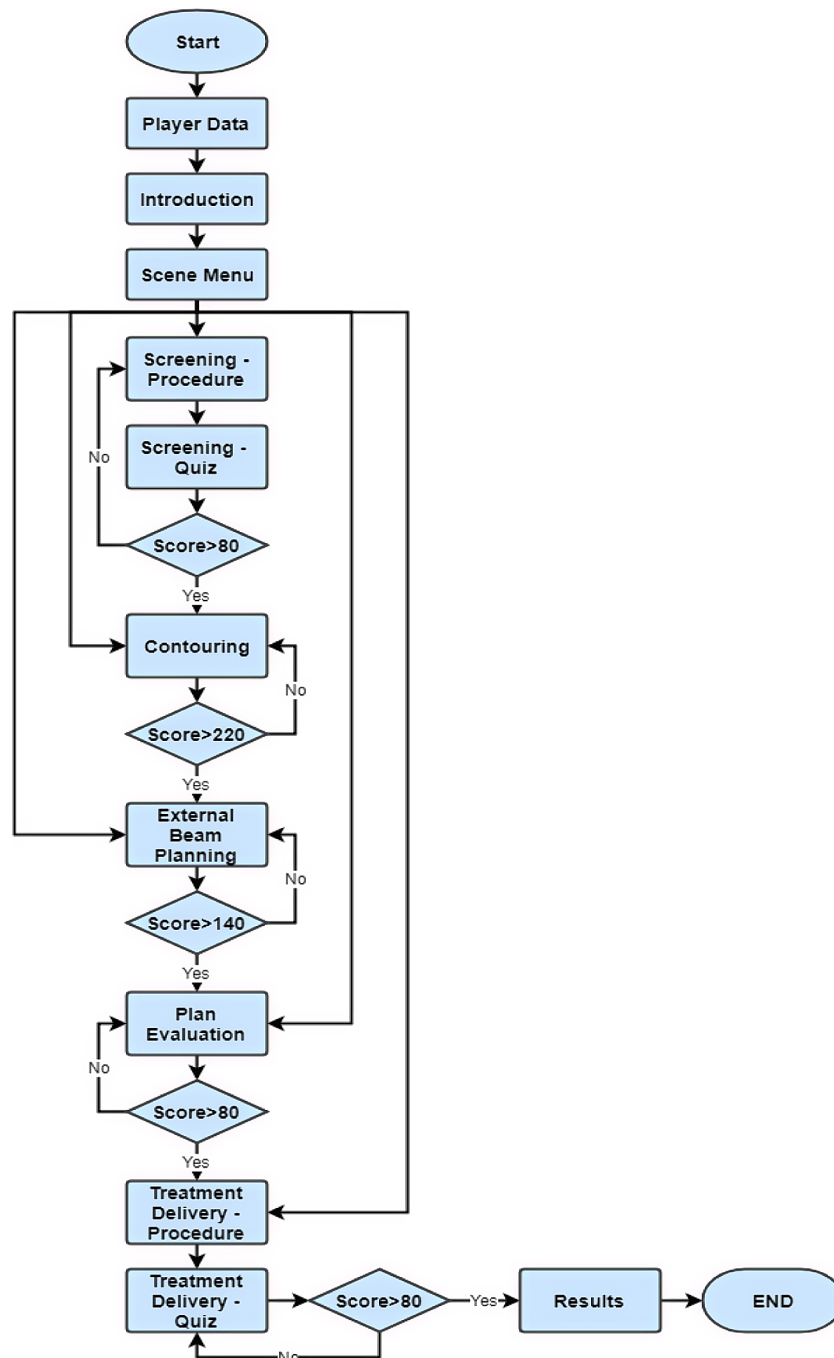 Start
Player Data
Introduction
Scene Menu
Screening -
Procedure
No
Screening -
Quiz
Score>80
Yes
Contouring
No
Score>220
Yes
External
Beam
Planning
No
Score>140
Yes
Plan
Evaluation
No
Score>80
Yes
Treatment
Delivery -
Procedure
Treatment
Delivery -
Quiz
Score>80
Yes
Results
END
No